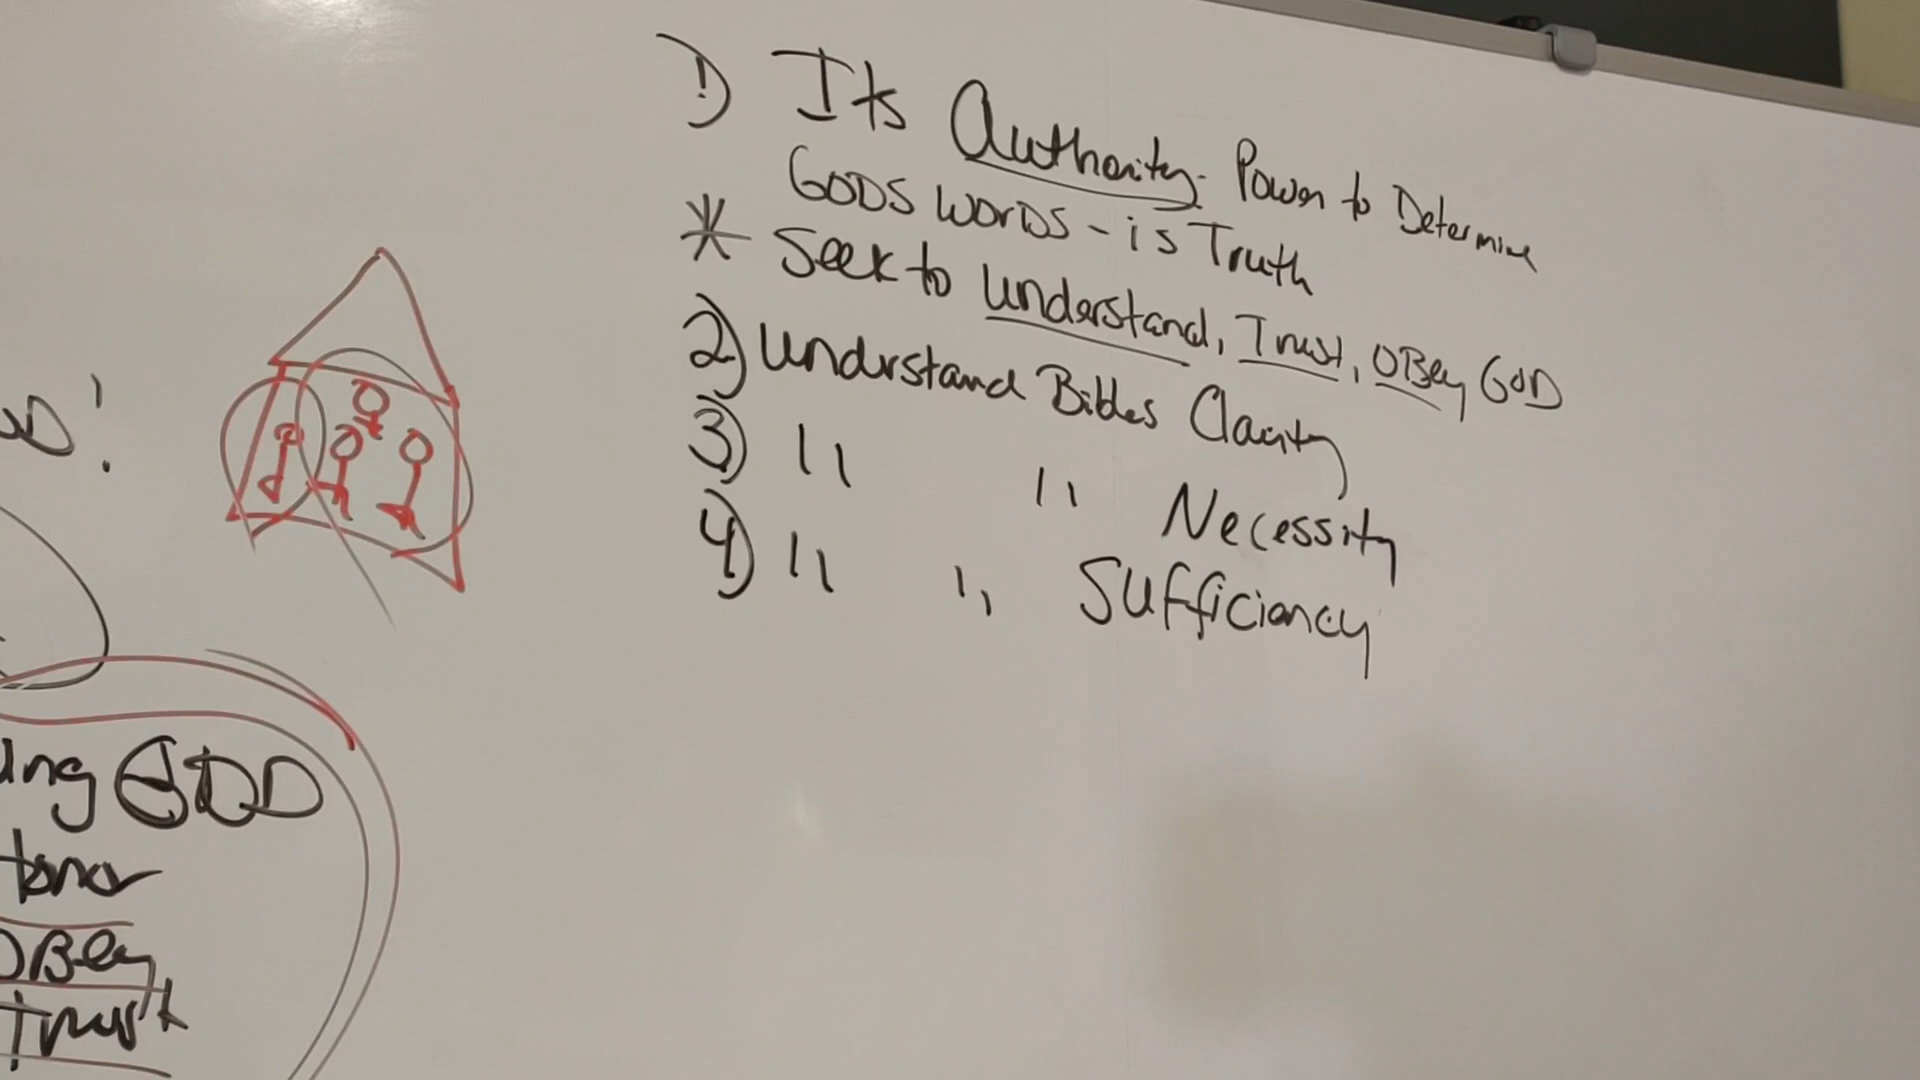 1) Its Authority. Power to Determine
GODS WORDS - is Truth
* Seek to Understand, Trust, OBey GOD
2) Understand Bibles Clarity
3) " " Necessity
4) " " Sufficiency
GOD
OBey
Trust